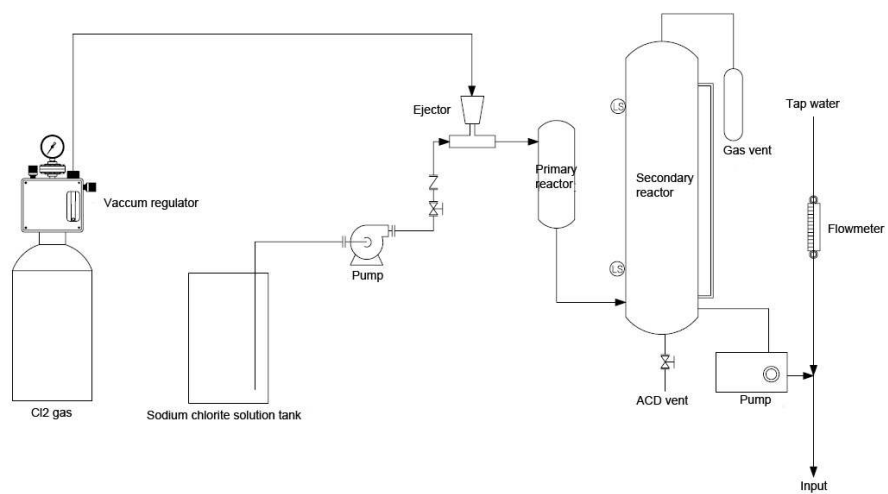 Ejector
Tap water
Gas vent
Primary
reactor
Secondary
reactor
LS
LS
Vaccum regulator
Flowmeter
Pump
Cl2 gas
Sodium chlorite solution tank
ACD vent
Pump
Input